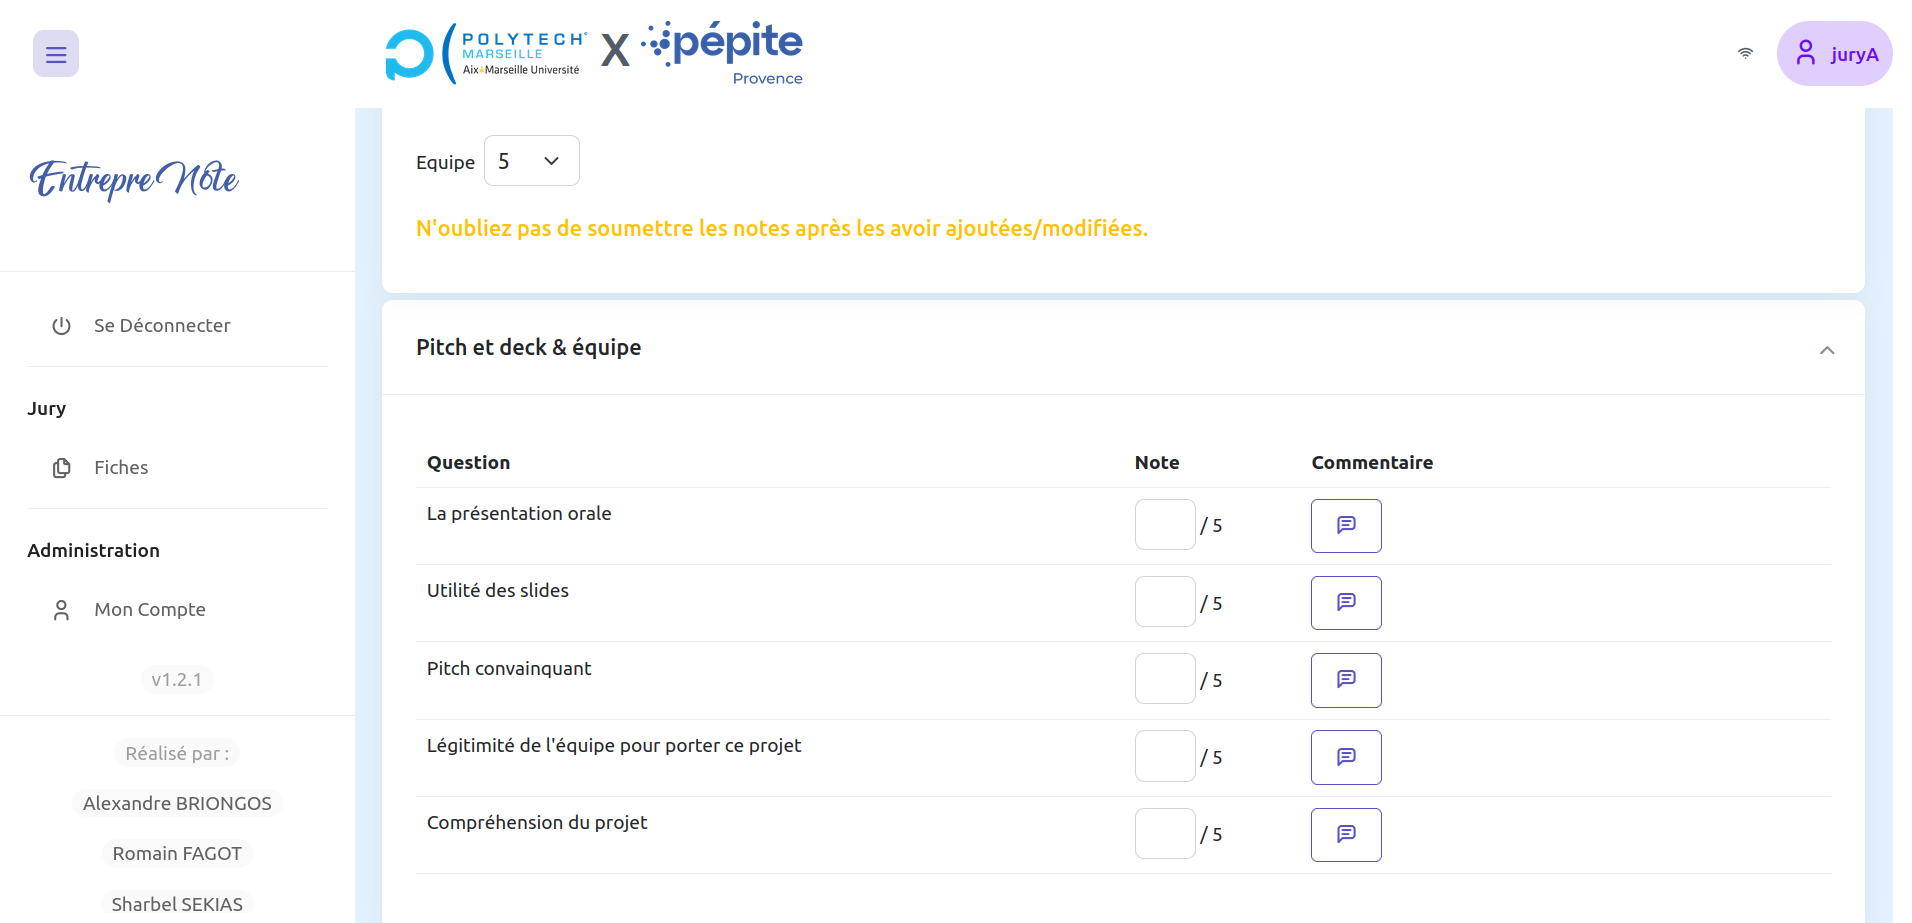 POLYTECH
MARSEILLE
Aix+Marseille Université
X
pépite
Provence
juryA
Entrepre Note
Se Déconnecter
Jury
Fiches
Administration
Mon Compte
v1.2.1
Réalisé par :
Alexandre BRIONGOS
Romain FAGOT
Sharbel SEKIAS
Equipe 5
N'oubliez pas de soumettre les notes après les avoir ajoutées/modifiées.
Pitch et deck & équipe
Question Note Commentaire
La présentation orale / 5
Utilité des slides / 5
Pitch convainquant / 5
Légitimité de l'équipe pour porter ce projet / 5
Compréhension du projet / 5